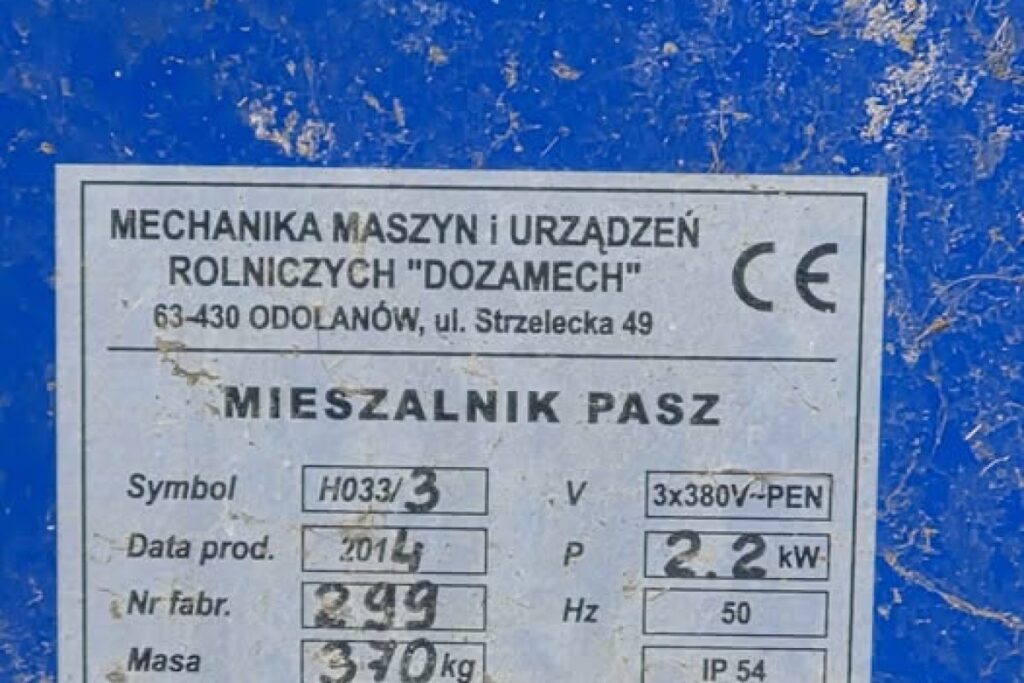 MECHANIKA MASZYN i URZĄDZEŃ
ROLNICZYCH "DOZAMECH"
63-430 ODOLANÓW, ul. Strzelecka 49
CE
MIESZALNIK PASZ
Symbol H033/3 V 3x380V~PEN
Data prod. 2014 P 2.2 kW
Nr fabr. 299 Hz 50
Masa 370 kg IP 54